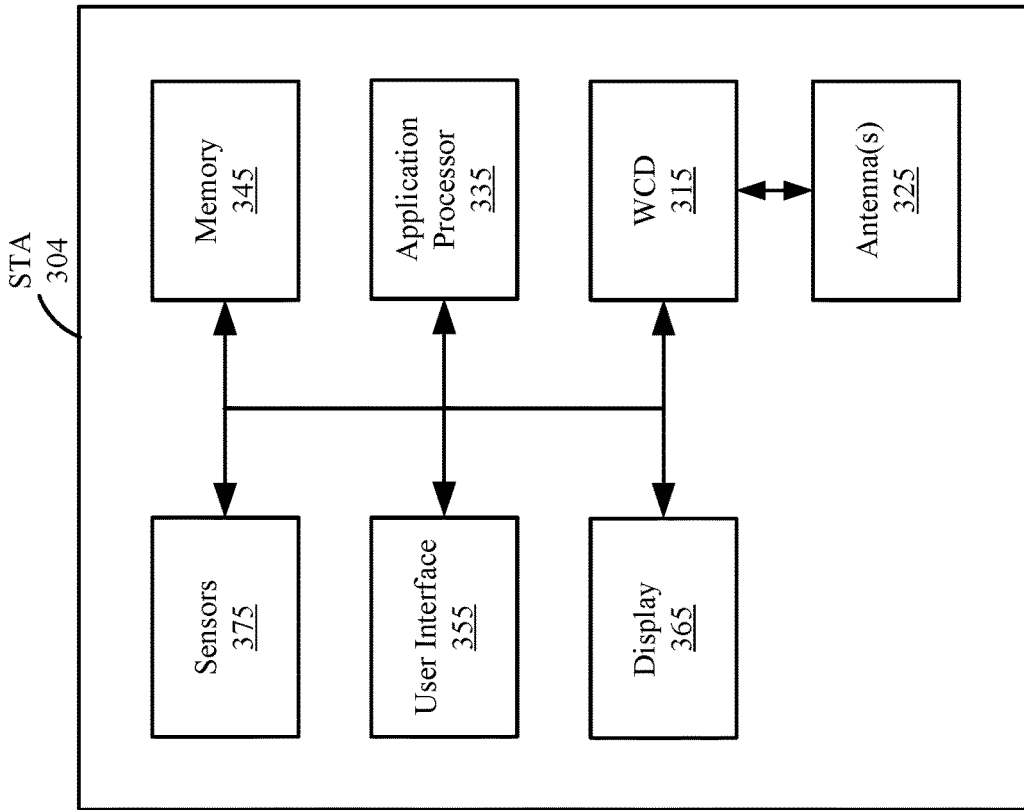 STA
304
Sensors
375
Memory
345
User Interface
355
Application
Processor
335
Display
365
WCD
315
Antenna(s)
325